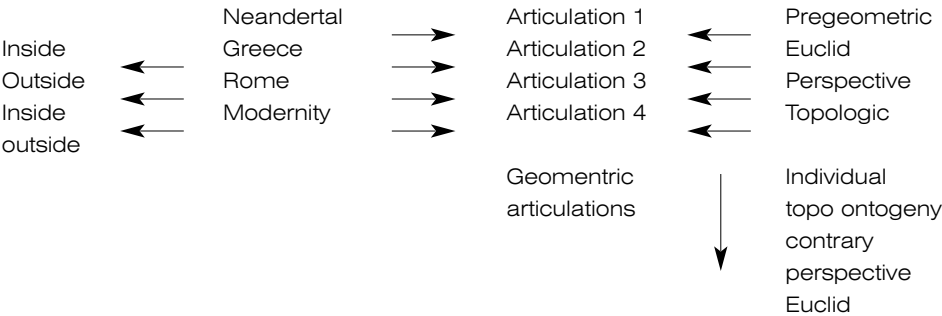 Neandertal Articulation 1 Pregeometric
Inside Greece Articulation 2 Euclid
Outside Rome Articulation 3 Perspective
Inside Modernity Articulation 4 Topologic
outside
Geomentric Individual
articulations topo ontogeny
contrary
perspective
Euclid